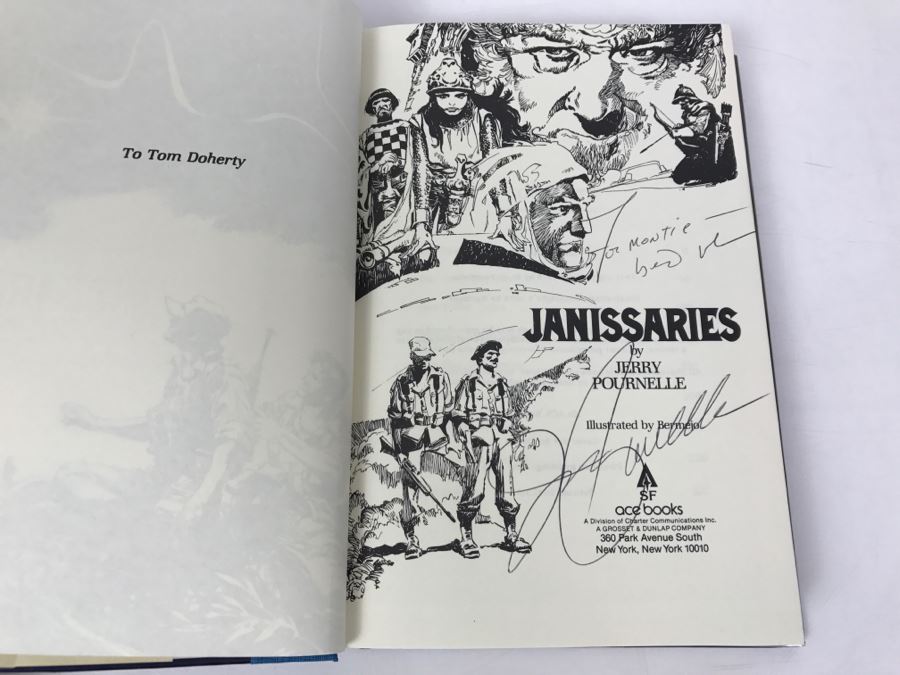 To Tom Doherty
For Montie
JANISSARIES
by
JERRY
POURNELLE
Illustrated by Bermejo
SF
ace books
A Division of Charter Communications Inc.
A GROSSET & DUNLAP COMPANY
360 Park Avenue South
New York, New York 10010